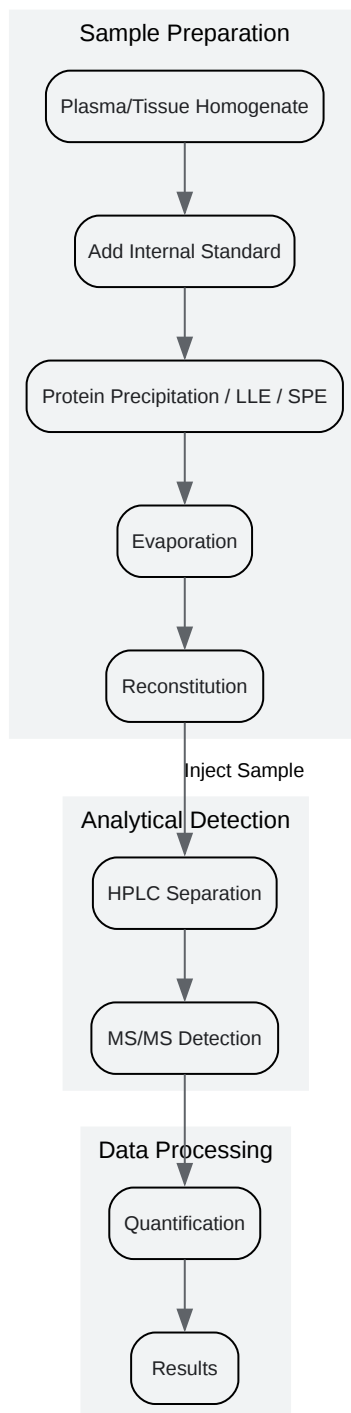 Sample Preparation
Plasma/Tissue Homogenate
Add Internal Standard
Protein Precipitation / LLE / SPE
Evaporation
Reconstitution
Inject Sample
Analytical Detection
HPLC Separation
MS/MS Detection
Data Processing
Quantification
Results